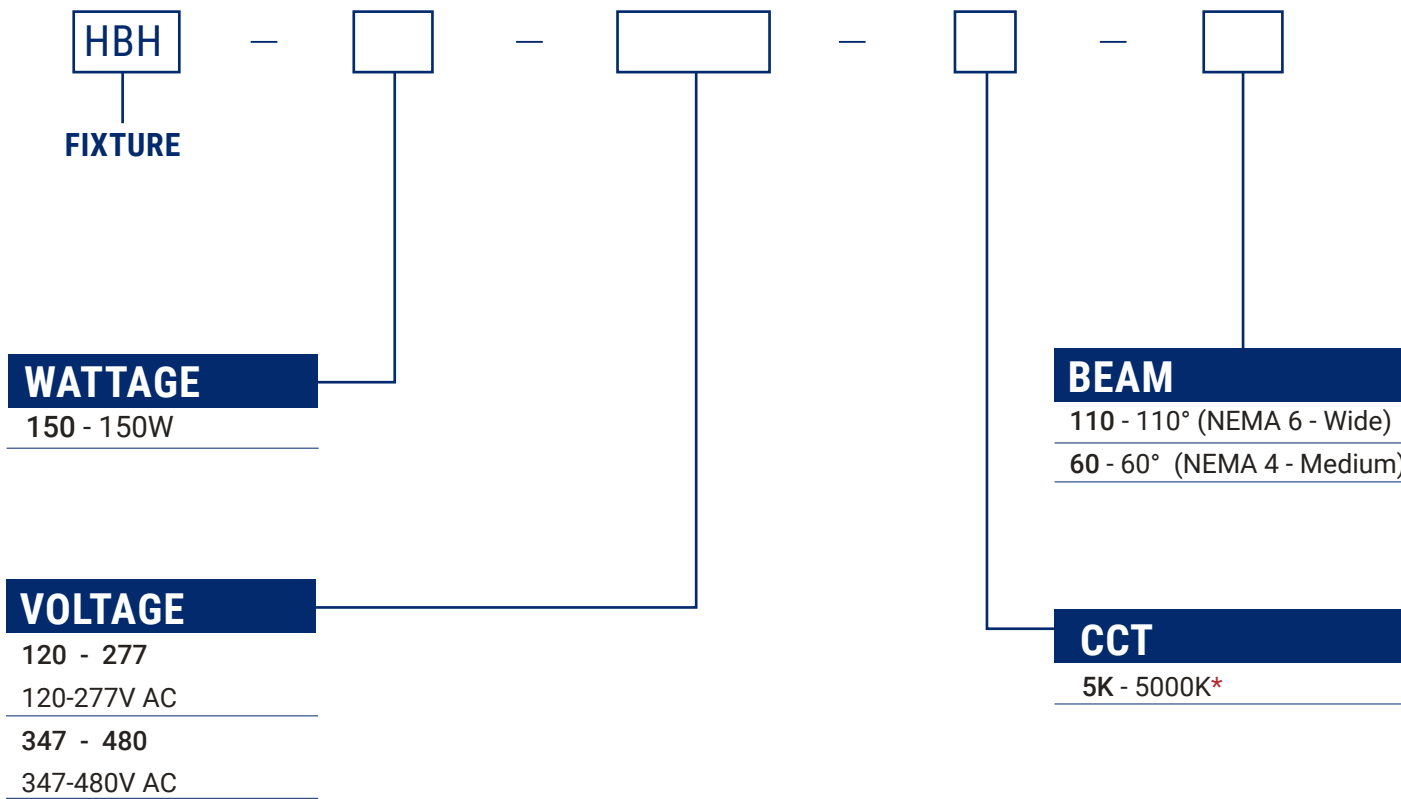 HBH — — — —
FIXTURE
WATTAGE
150 - 150W
VOLTAGE
120 - 277
120-277V AC
347 - 480
347-480V AC
BEAM
110 - 110° (NEMA 6 - Wide)
60 - 60° (NEMA 4 - Medium)
CCT
5K - 5000K*